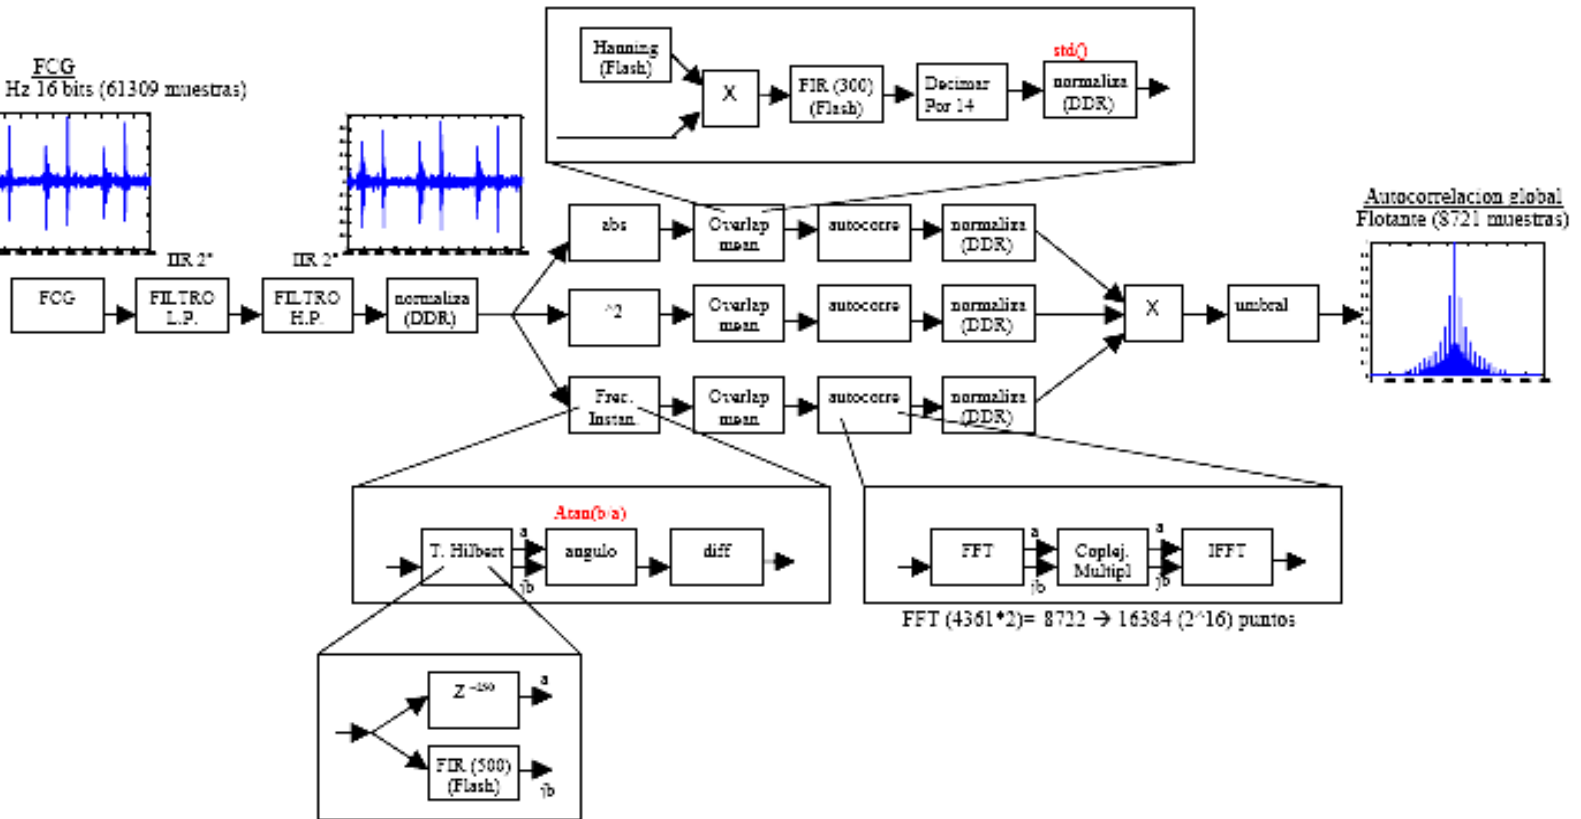 FCG
Hz 16 bits (61309 muestras)
Hanning
(Flash)
X
FIR (300)
(Flash)
Decimar
Por 14
std()
normaliza
(DDR)
Autocorrelacion global
Flotante (8721 muestras)
IIR 2º
IIR 2º
FCG
FILTRO
L.P.
FILTRO
H.P.
normaliza
(DDR)
abs
Overlap
mean
autocorre
normaliza
(DDR)
^2
Overlap
mean
autocorre
normaliza
(DDR)
Frec.
Instan.
Overlap
mean
autocorre
normaliza
(DDR)
X
umbral
T. Hilbert
a
jb
Atan(b/a)
angulo
diff
FFT
a
jb
Coplej.
Multipl
a
jb
IFFT
FFT (4361*2)= 8722 → 16384 (2^16) puntos
Z⁻²⁵⁰
a
FIR (500)
(Flash)
jb